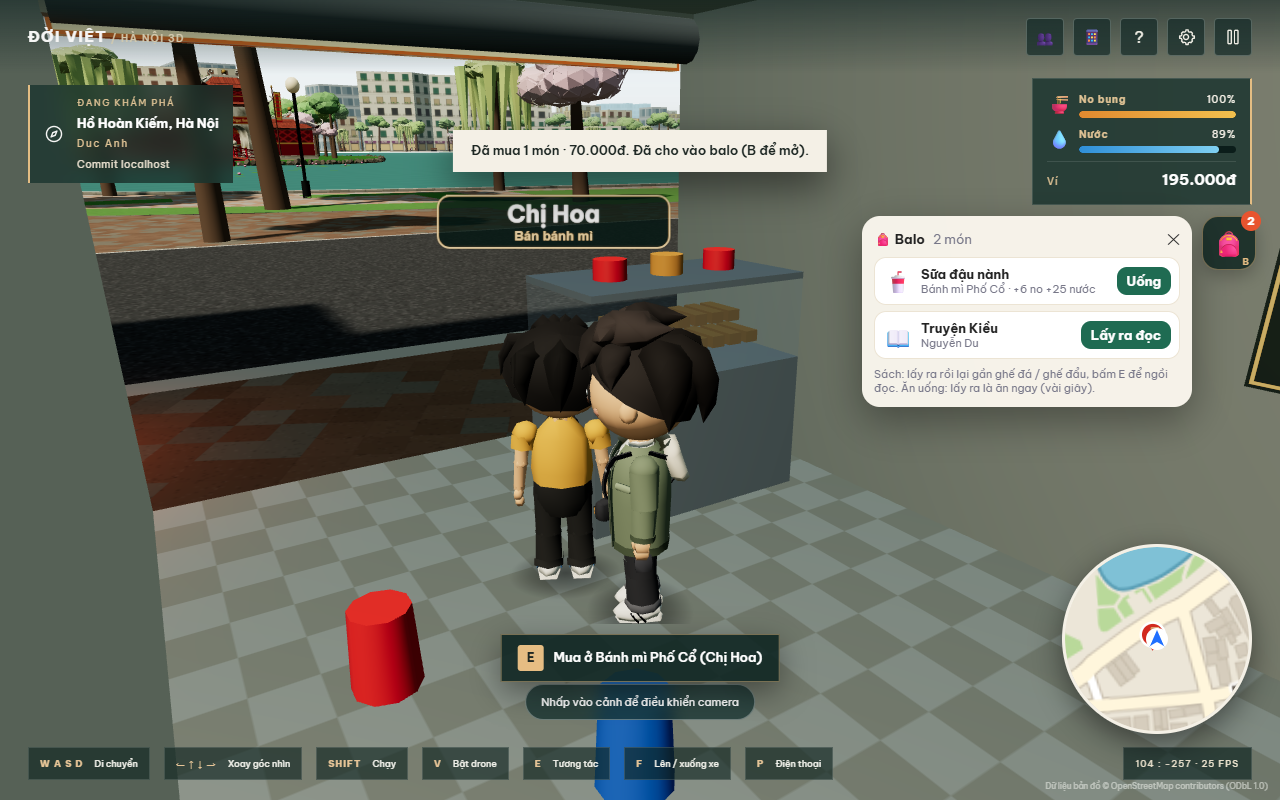 ĐỜI VIỆT / HÀ NỘI 3D
?
ĐANG KHÁM PHÁ
Hồ Hoàn Kiếm, Hà Nội
Duc Anh
Commit localhost
No bụng 100%
Nước 89%
Ví 195.000đ
Đã mua 1 món · 70.000đ. Đã cho vào balo (B để mở).
Chị Hoa
Bán bánh mì
Balo 2 món
2
B
Sữa đậu nành
Bánh mì Phố Cổ · +6 no +25 nước
Uống
Truyện Kiều
Nguyễn Du
Lấy ra đọc
Sách: lấy ra rồi lại gần ghế đá / ghế đẩu, bấm E để ngồi
đọc. Ăn uống: lấy ra là ăn ngay (vài giây).
E Mua ở Bánh mì Phố Cổ (Chị Hoa)
Nhấp vào cảnh để điều khiển camera
W A S D Di chuyển
←↑↓→ Xoay góc nhìn
SHIFT Chạy
V Bật drone
E Tương tác
F Lên / xuống xe
P Điện thoại
104 : -257 · 25 FPS
Dữ liệu bản đồ © OpenStreetMap contributors (ODbL 1.0)